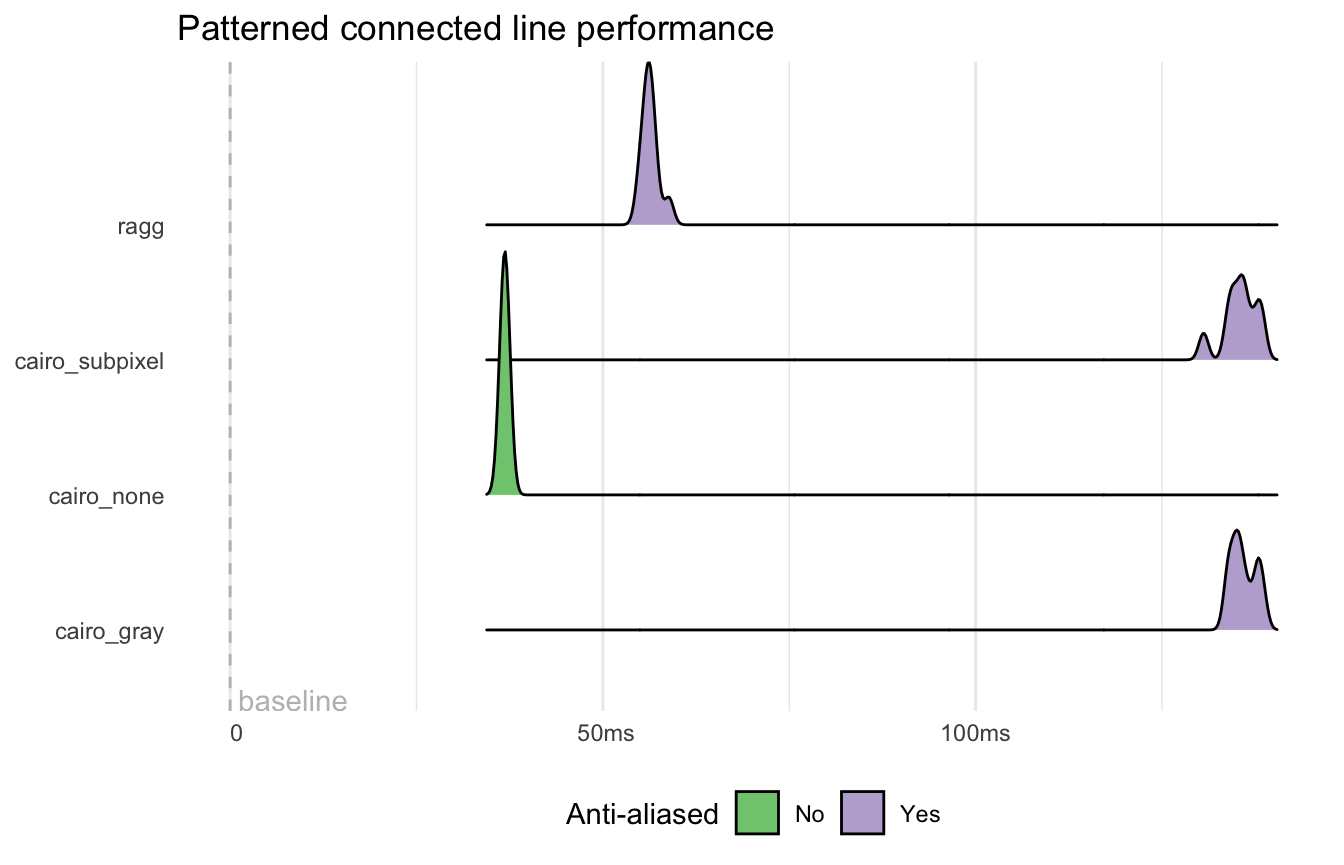 Patterned connected line performance
ragg
cairo_subpixel
cairo_none
cairo_gray
baseline
0 50ms 100ms
Anti-aliased No Yes